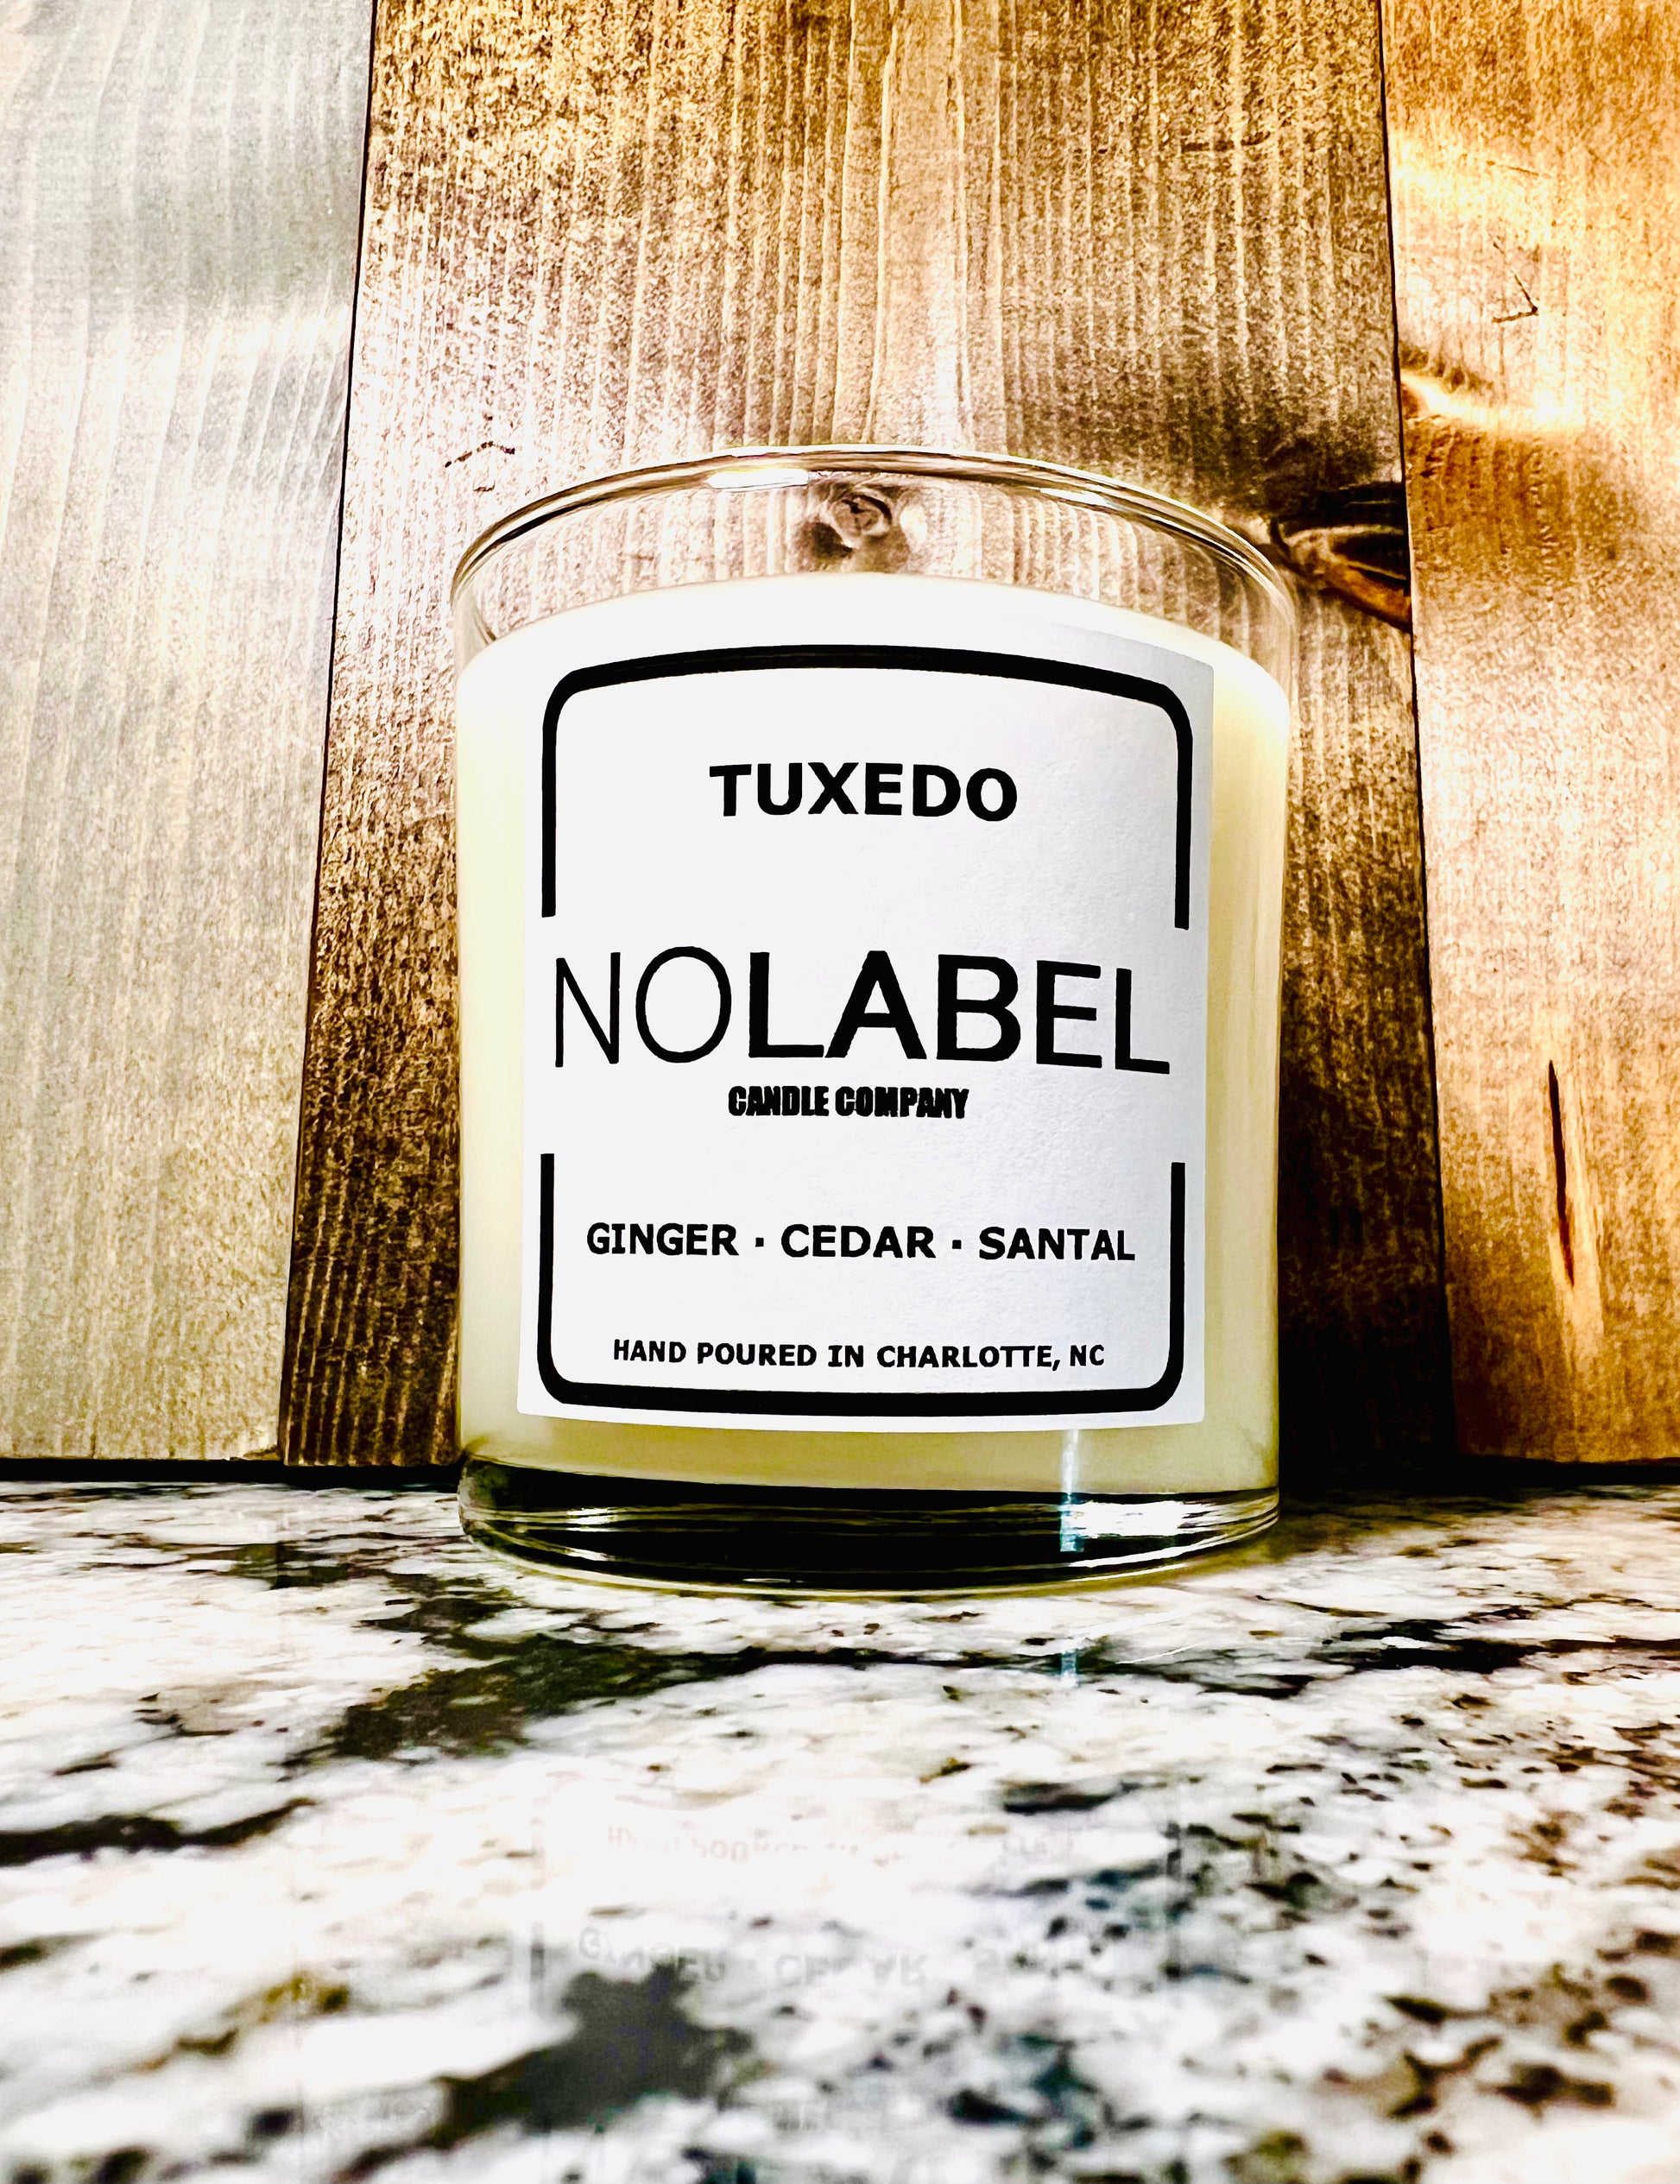 TUXEDO
NOLABEL
CANDLE COMPANY
GINGER · CEDAR · SANTAL
HAND POURED IN CHARLOTTE, NC